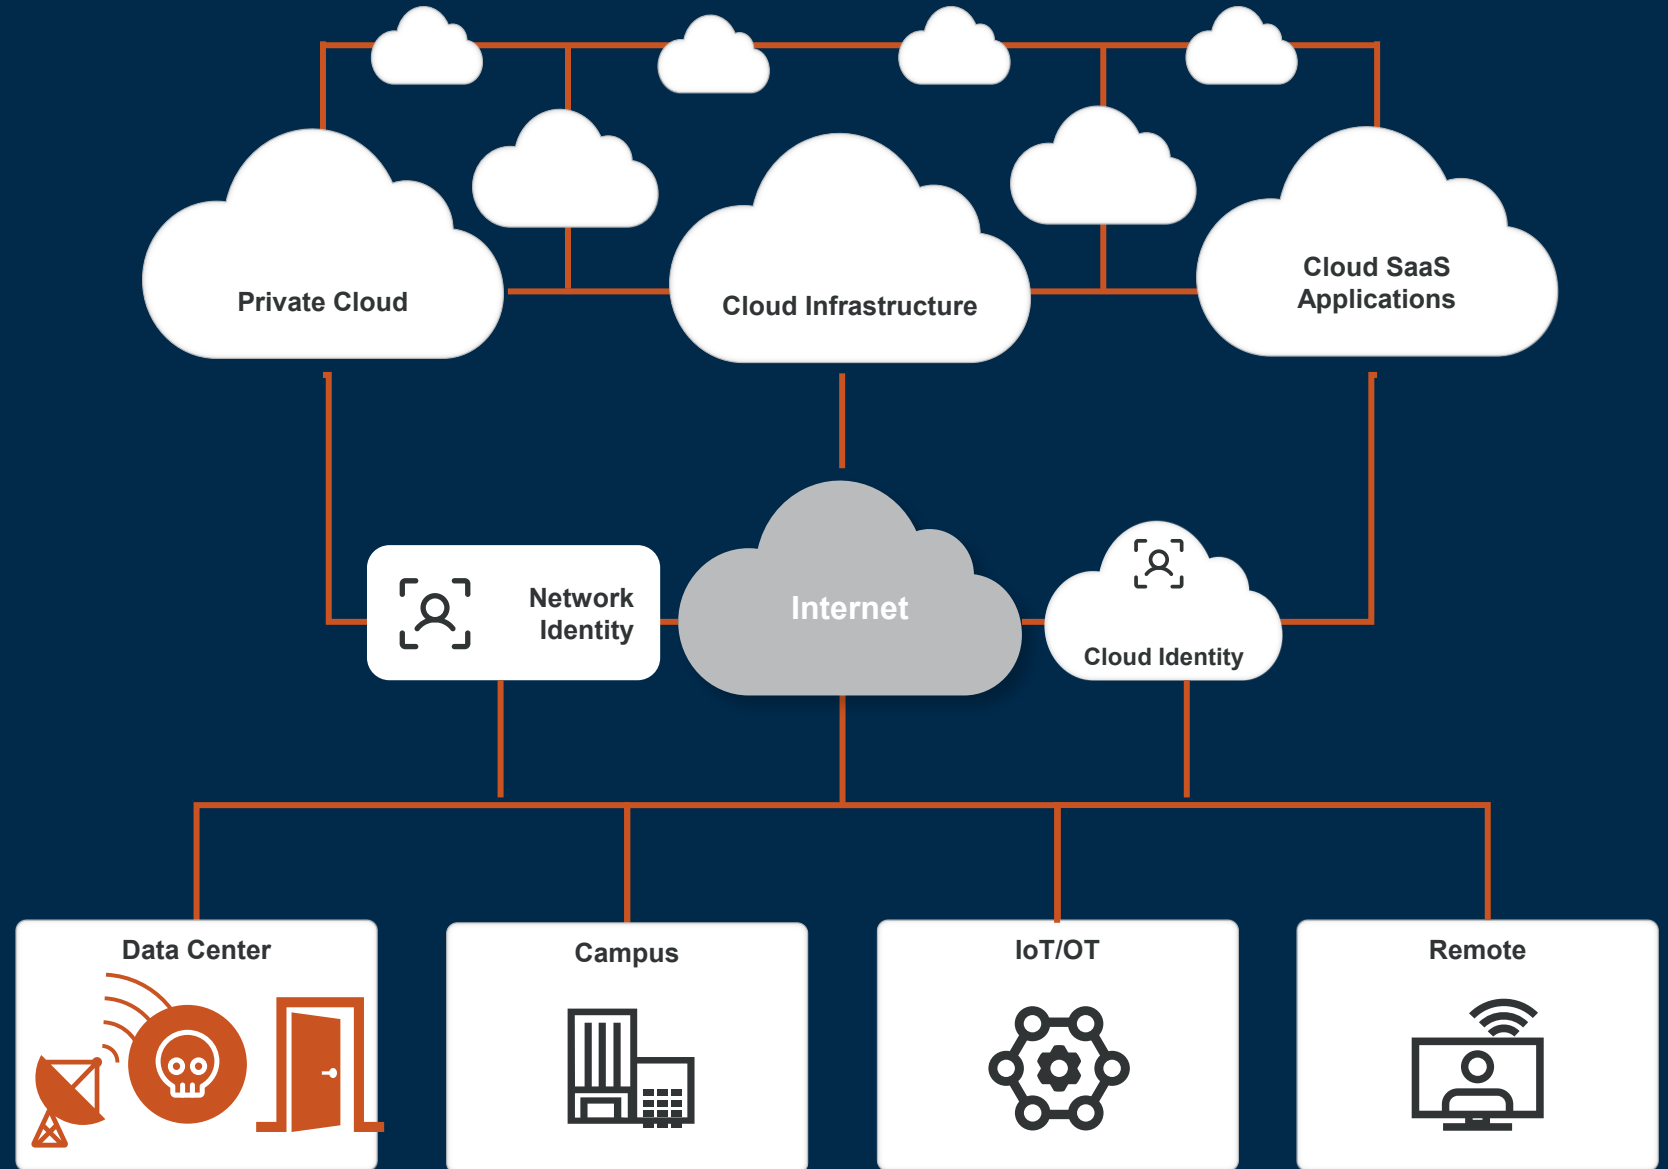 Private Cloud
Cloud Infrastructure
Cloud SaaS
Applications
Network
Identity
Internet
Cloud Identity
Data Center
Campus
IoT/OT
Remote